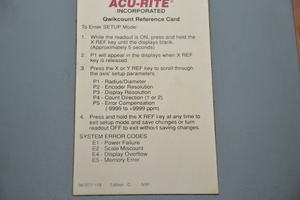 ACU-RITE®
INCORPORATED
Qwikcount Reference Card
To Enter SETUP Mode:
1. While the readout is ON, press and hold the
X REF key until the displays blank.
(Approximately 5 seconds)
2. P1 will appear in the displays when X REF
key is released.
3. Press the X or Y REF key to scroll through
the axis' setup parameters:
P1 - Radius/Diameter
P2 - Encoder Resolution
P3 - Display Resolution
P4 - Count Direction (1 or 2)
P5 - Error Compensation
(-9999 to +9999 ppm)
4. Press and hold the X REF key at any time to
exit setup mode and save changes or turn
readout OFF to exit without saving changes.
SYSTEM ERROR CODES
E1 - Power Failure
E2 - Scale Miscount
E4 - Display Overflow
E5 - Memory Error
Edition C